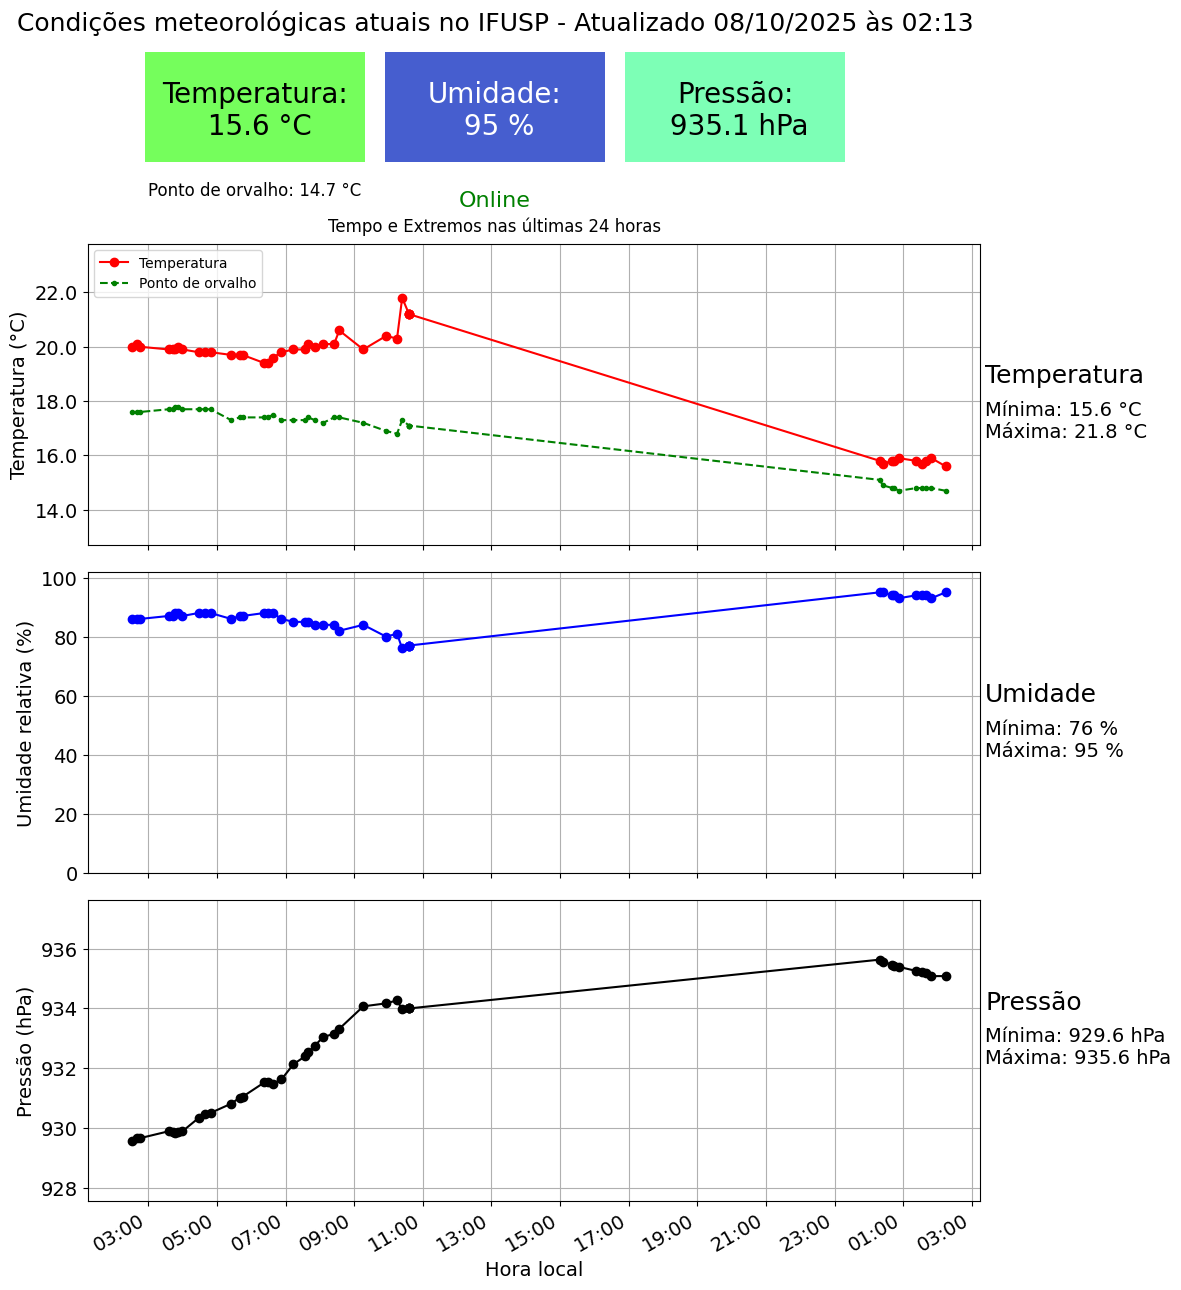 Condições meteorológicas atuais no IFUSP - Atualizado 08/10/2025 às 02:13
Temperatura:
15.6 °C
Umidade:
95 %
Pressão:
935.1 hPa
Ponto de orvalho: 14.7 °C
Online
Tempo e Extremos nas últimas 24 horas
Temperatura
Ponto de orvalho
Temperatura (°C)
22.0
20.0
18.0
16.0
14.0
Temperatura
Mínima: 15.6 °C
Máxima: 21.8 °C
Umidade relativa (%)
100
80
60
40
20
0
Umidade
Mínima: 76 %
Máxima: 95 %
Pressão (hPa)
936
934
932
930
928
Pressão
Mínima: 929.6 hPa
Máxima: 935.6 hPa
03:00
05:00
07:00
09:00
11:00
13:00
15:00
17:00
19:00
21:00
23:00
01:00
03:00
Hora local